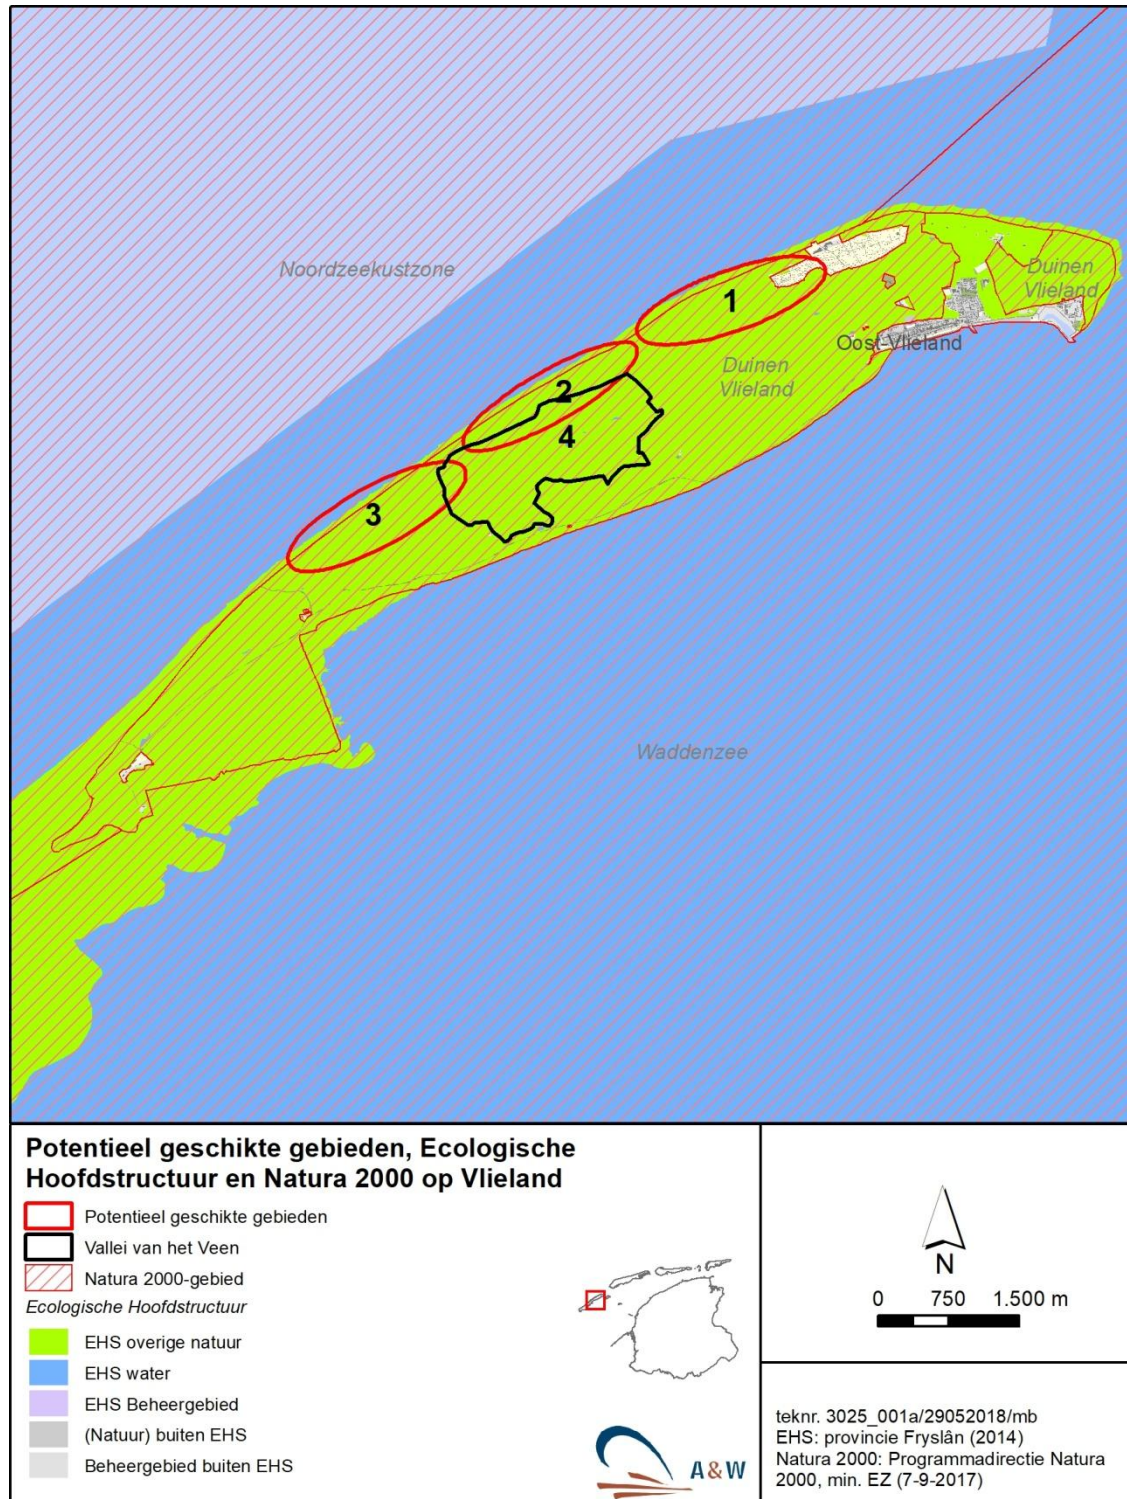 Noordzeekustzone
Duinen
Vlieland
1
Oost-Vlieland
Duinen
Vlieland
2
4
3
Waddenzee
Potentieel geschikte gebieden, Ecologische
Hoofdstructuur en Natura 2000 op Vlieland
Potentieel geschikte gebieden
Vallei van het Veen
Natura 2000-gebied
Ecologische Hoofdstructuur
EHS overige natuur
EHS water
EHS Beheergebied
(Natuur) buiten EHS
Beheergebied buiten EHS
A&W
N
0 750 1.500 m
teknr. 3025_001a/29052018/mb
EHS: provincie Fryslân (2014)
Natura 2000: Programmadirectie Natura
2000, min. EZ (7-9-2017)